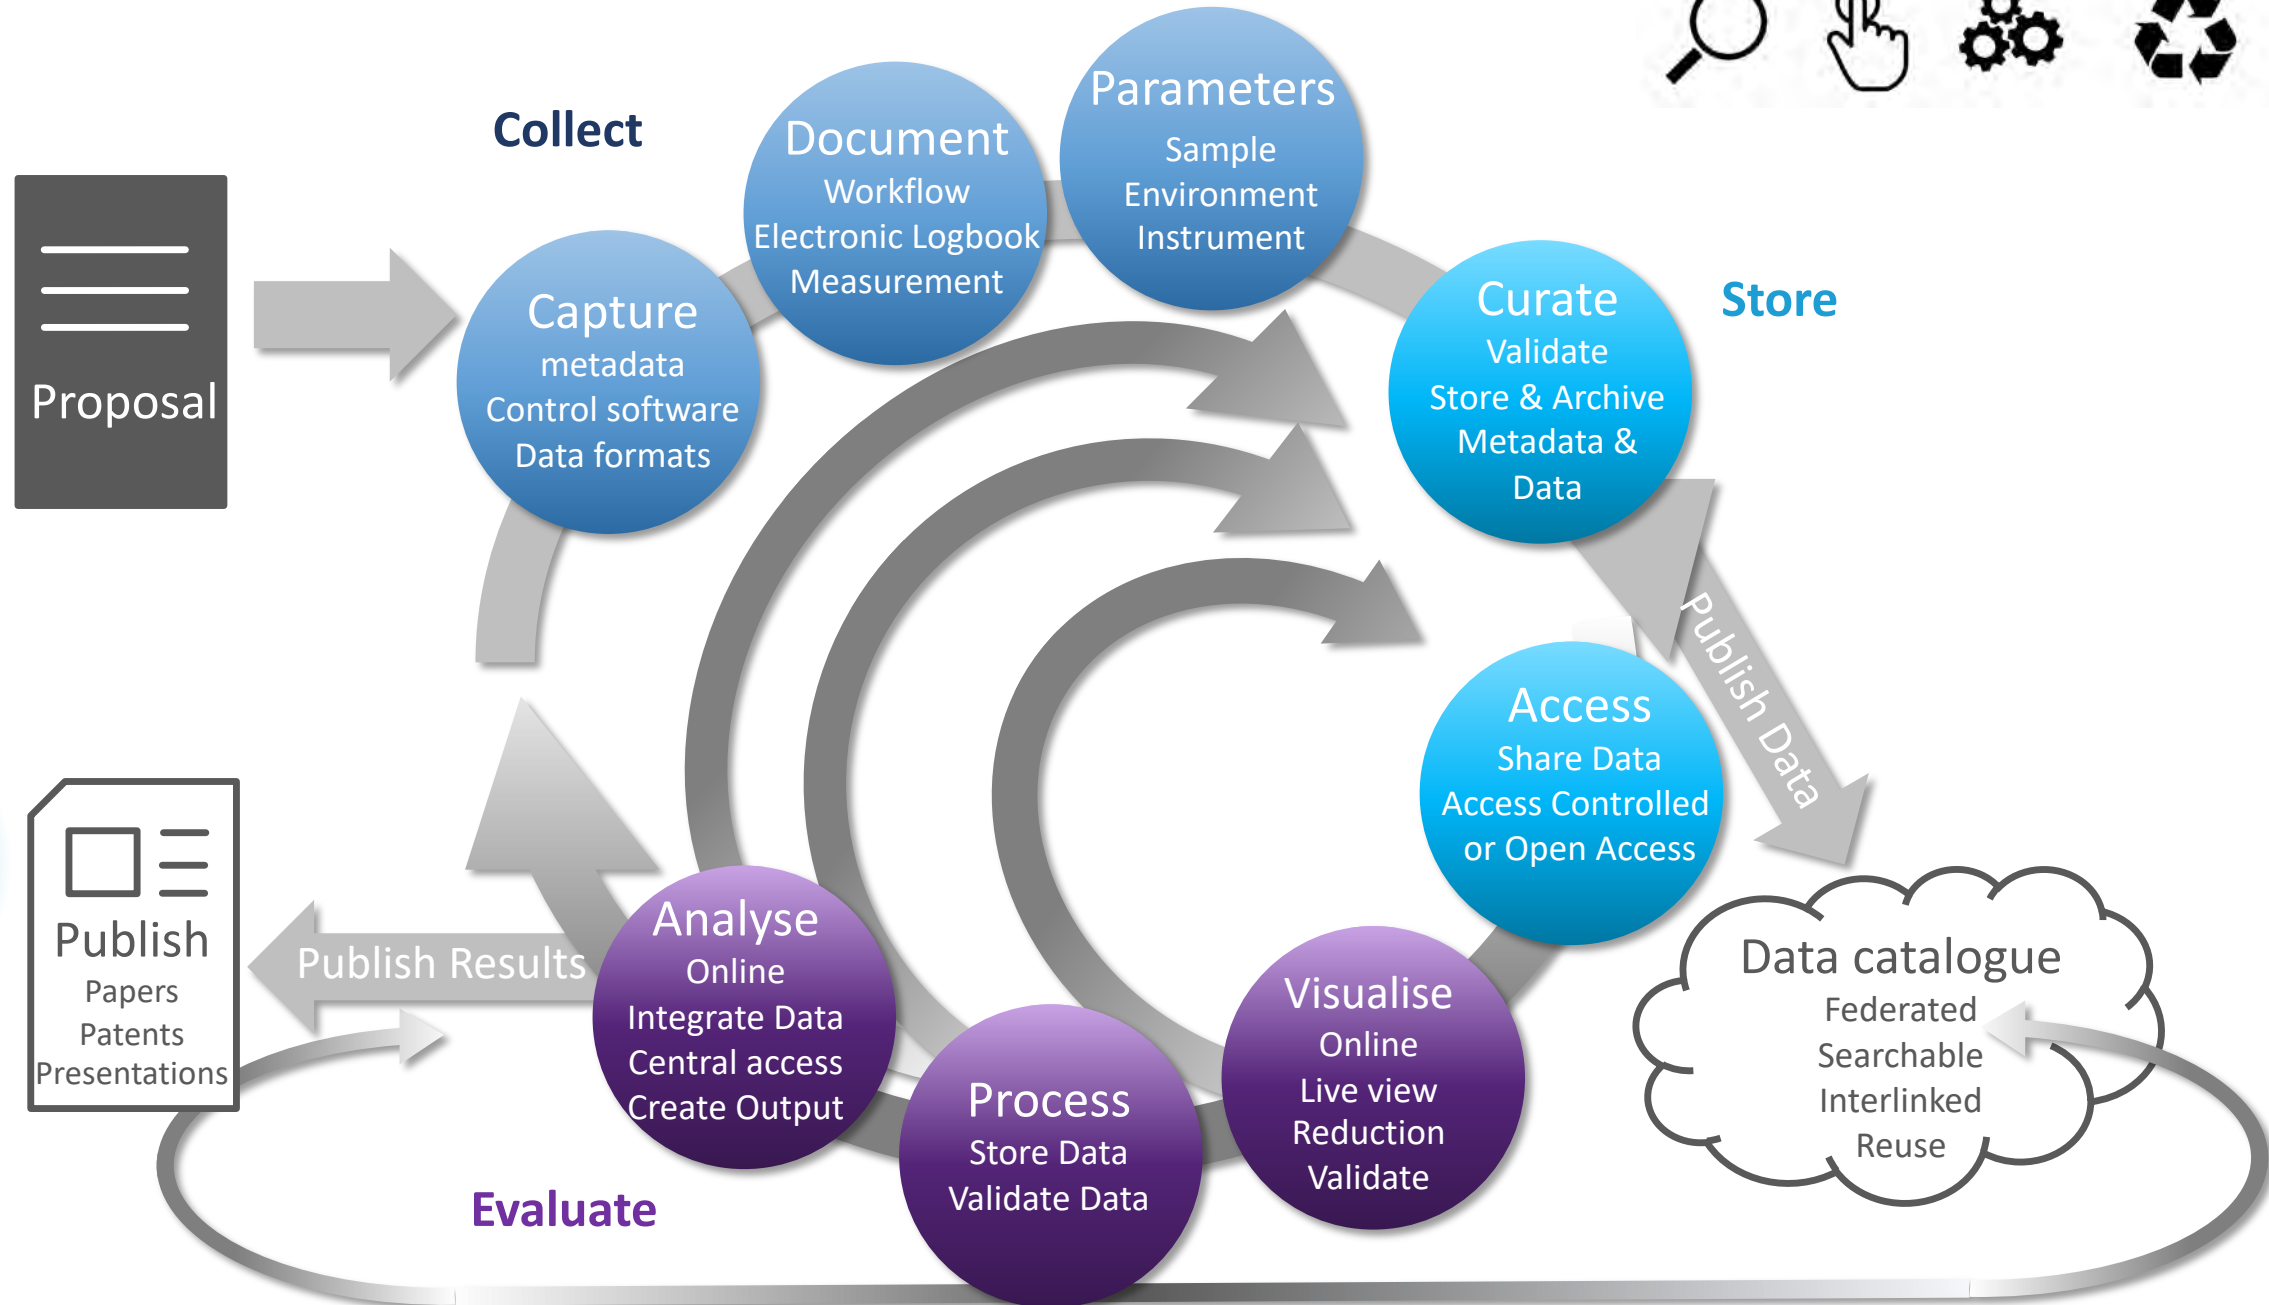 Collect
Proposal
Capture
metadata
Control software
Data formats
Document
Workflow
Electronic Logbook
Measurement
Parameters
Sample
Environment
Instrument
Store
Curate
Validate
Store & Archive
Metadata &
Data
Publish Data
Access
Share Data
Access Controlled
or Open Access
Data catalogue
Federated
Searchable
Interlinked
Reuse
Visualise
Online
Live view
Reduction
Validate
Process
Store Data
Validate Data
Analyse
Online
Integrate Data
Central access
Create Output
Evaluate
Publish Results
Publish
Papers
Patents
Presentations